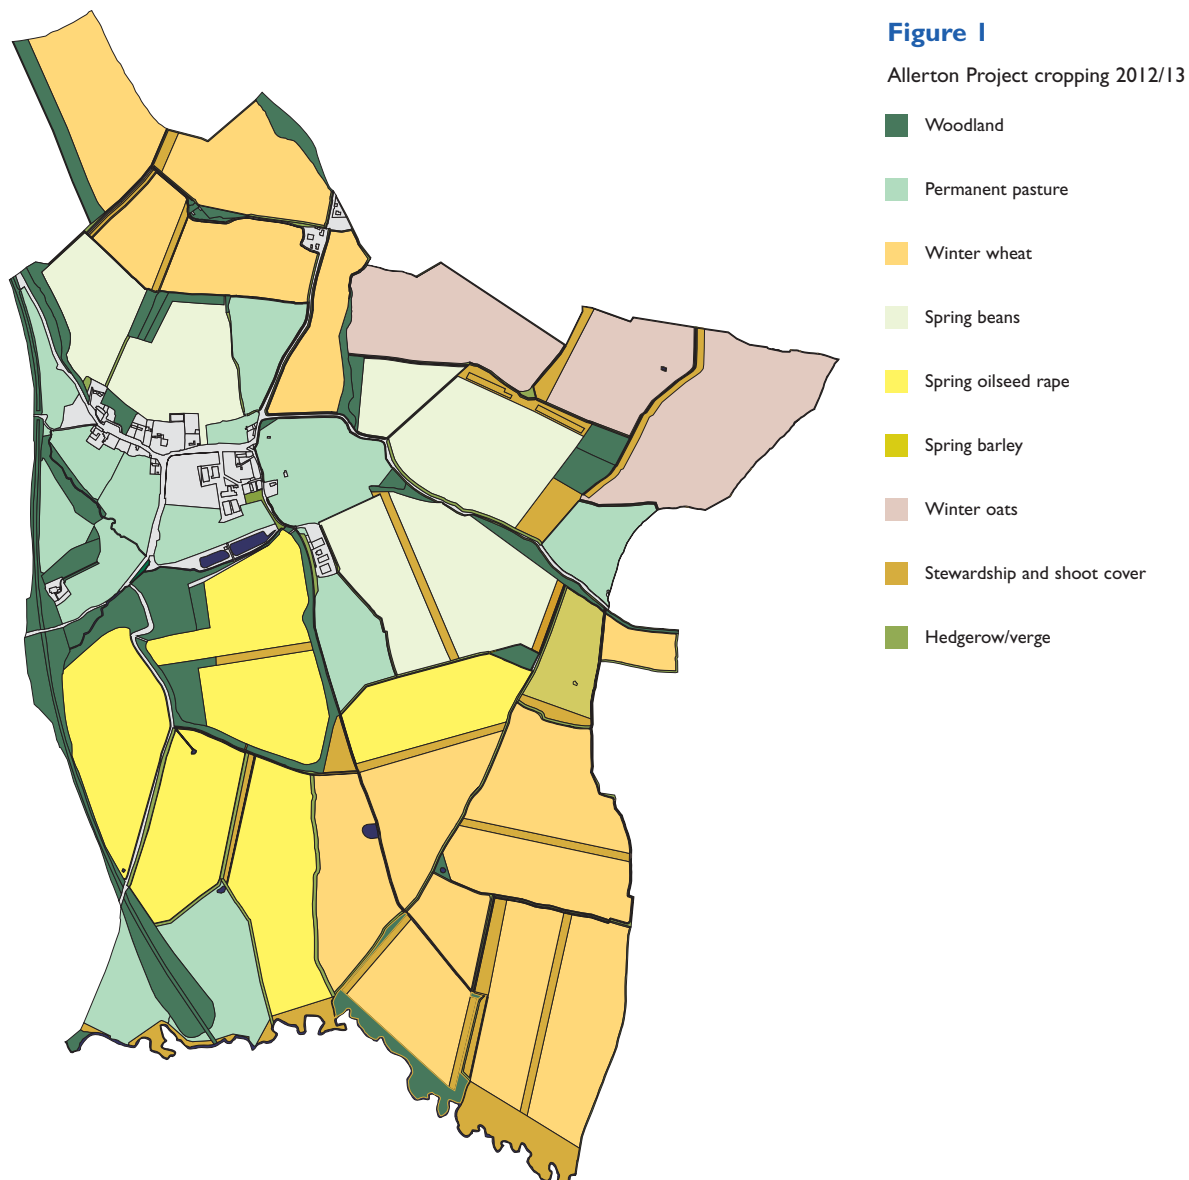 Figure 1
Allerton Project cropping 2012/13
Woodland
Permanent pasture
Winter wheat
Spring beans
Spring oilseed rape
Spring barley
Winter oats
Stewardship and shoot cover
Hedgerow/verge